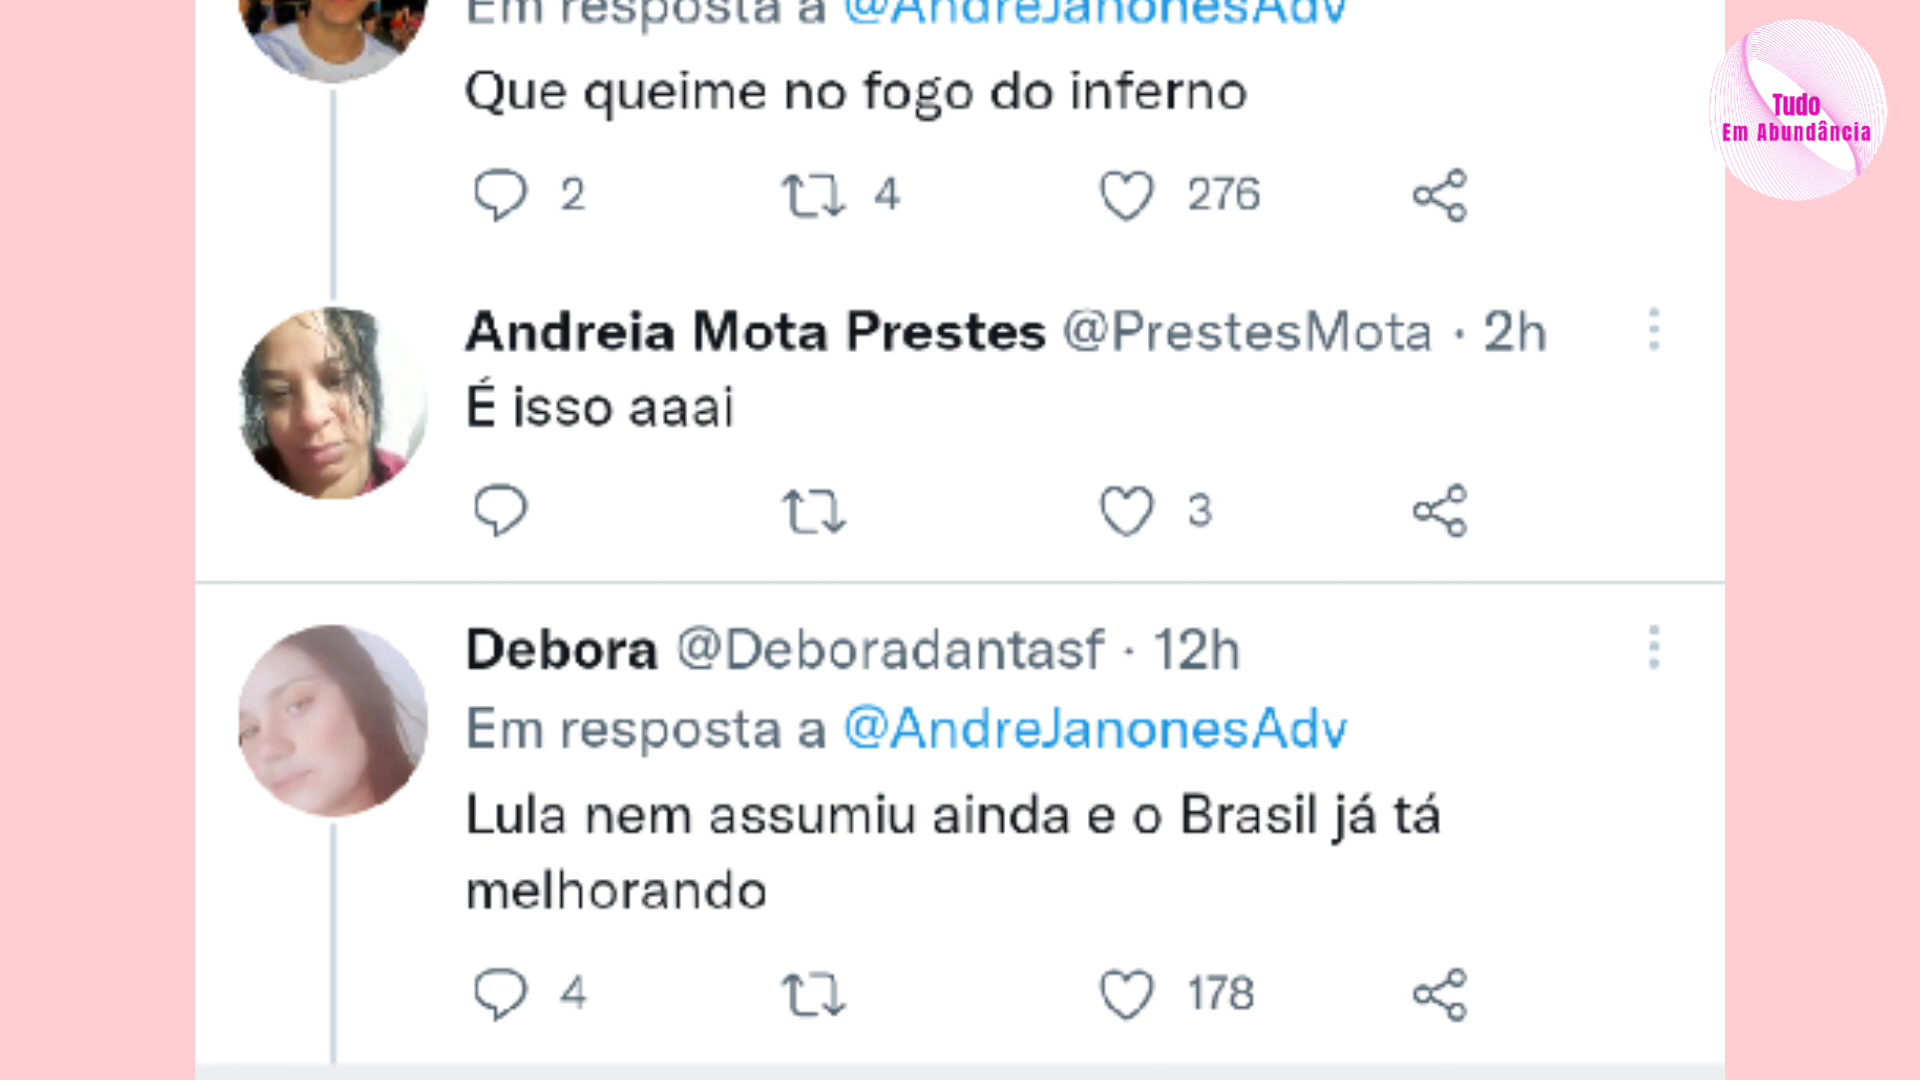 Em resposta a @AndreJanonesAdv
Que queime no fogo do inferno
2 4 276
Tudo
Em Abundância
Andreia Mota Prestes @PrestesMota · 2h
É isso aaai
3
Debora @Deboradantasf · 12h
Em resposta a @AndreJanonesAdv
Lula nem assumiu ainda e o Brasil já tá
melhorando
4 178